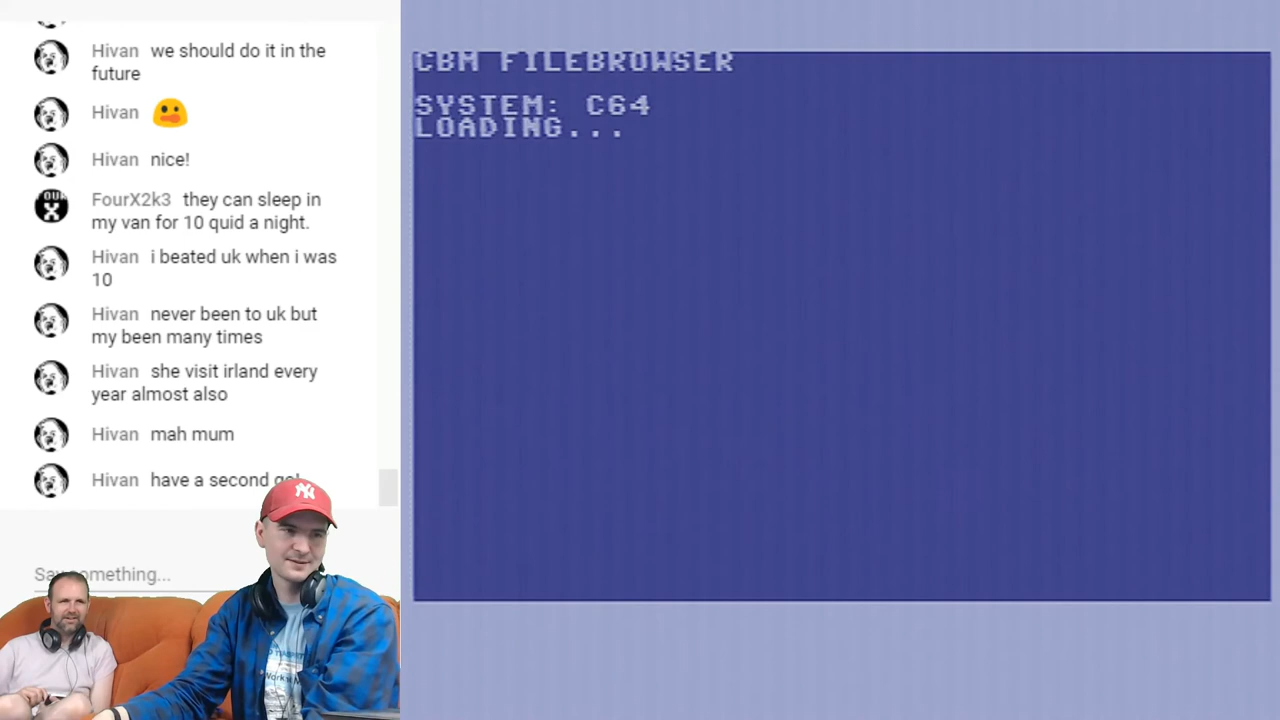 Hivan we should do it in the
future
Hivan
Hivan nice!
FourX2k3 they can sleep in
my van for 10 quid a night.
Hivan i beated uk when i was
10
Hivan never been to uk but
my been many times
Hivan she visit irland every
year almost also
Hivan mah mum
Hivan have a second
something...
CBM FILEBROWSER
SYSTEM: C64
LOADING...